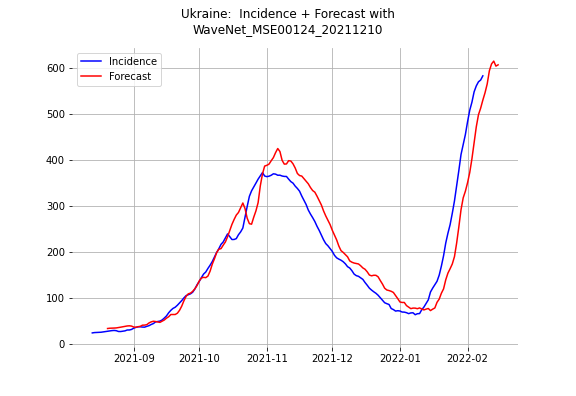 Ukraine:  Incidence + Forecast with
WaveNet_MSE00124_20211210
Incidence
Forecast
600
500
400
300
200
100
0
2021-09 2021-10 2021-11 2021-12 2022-01 2022-02